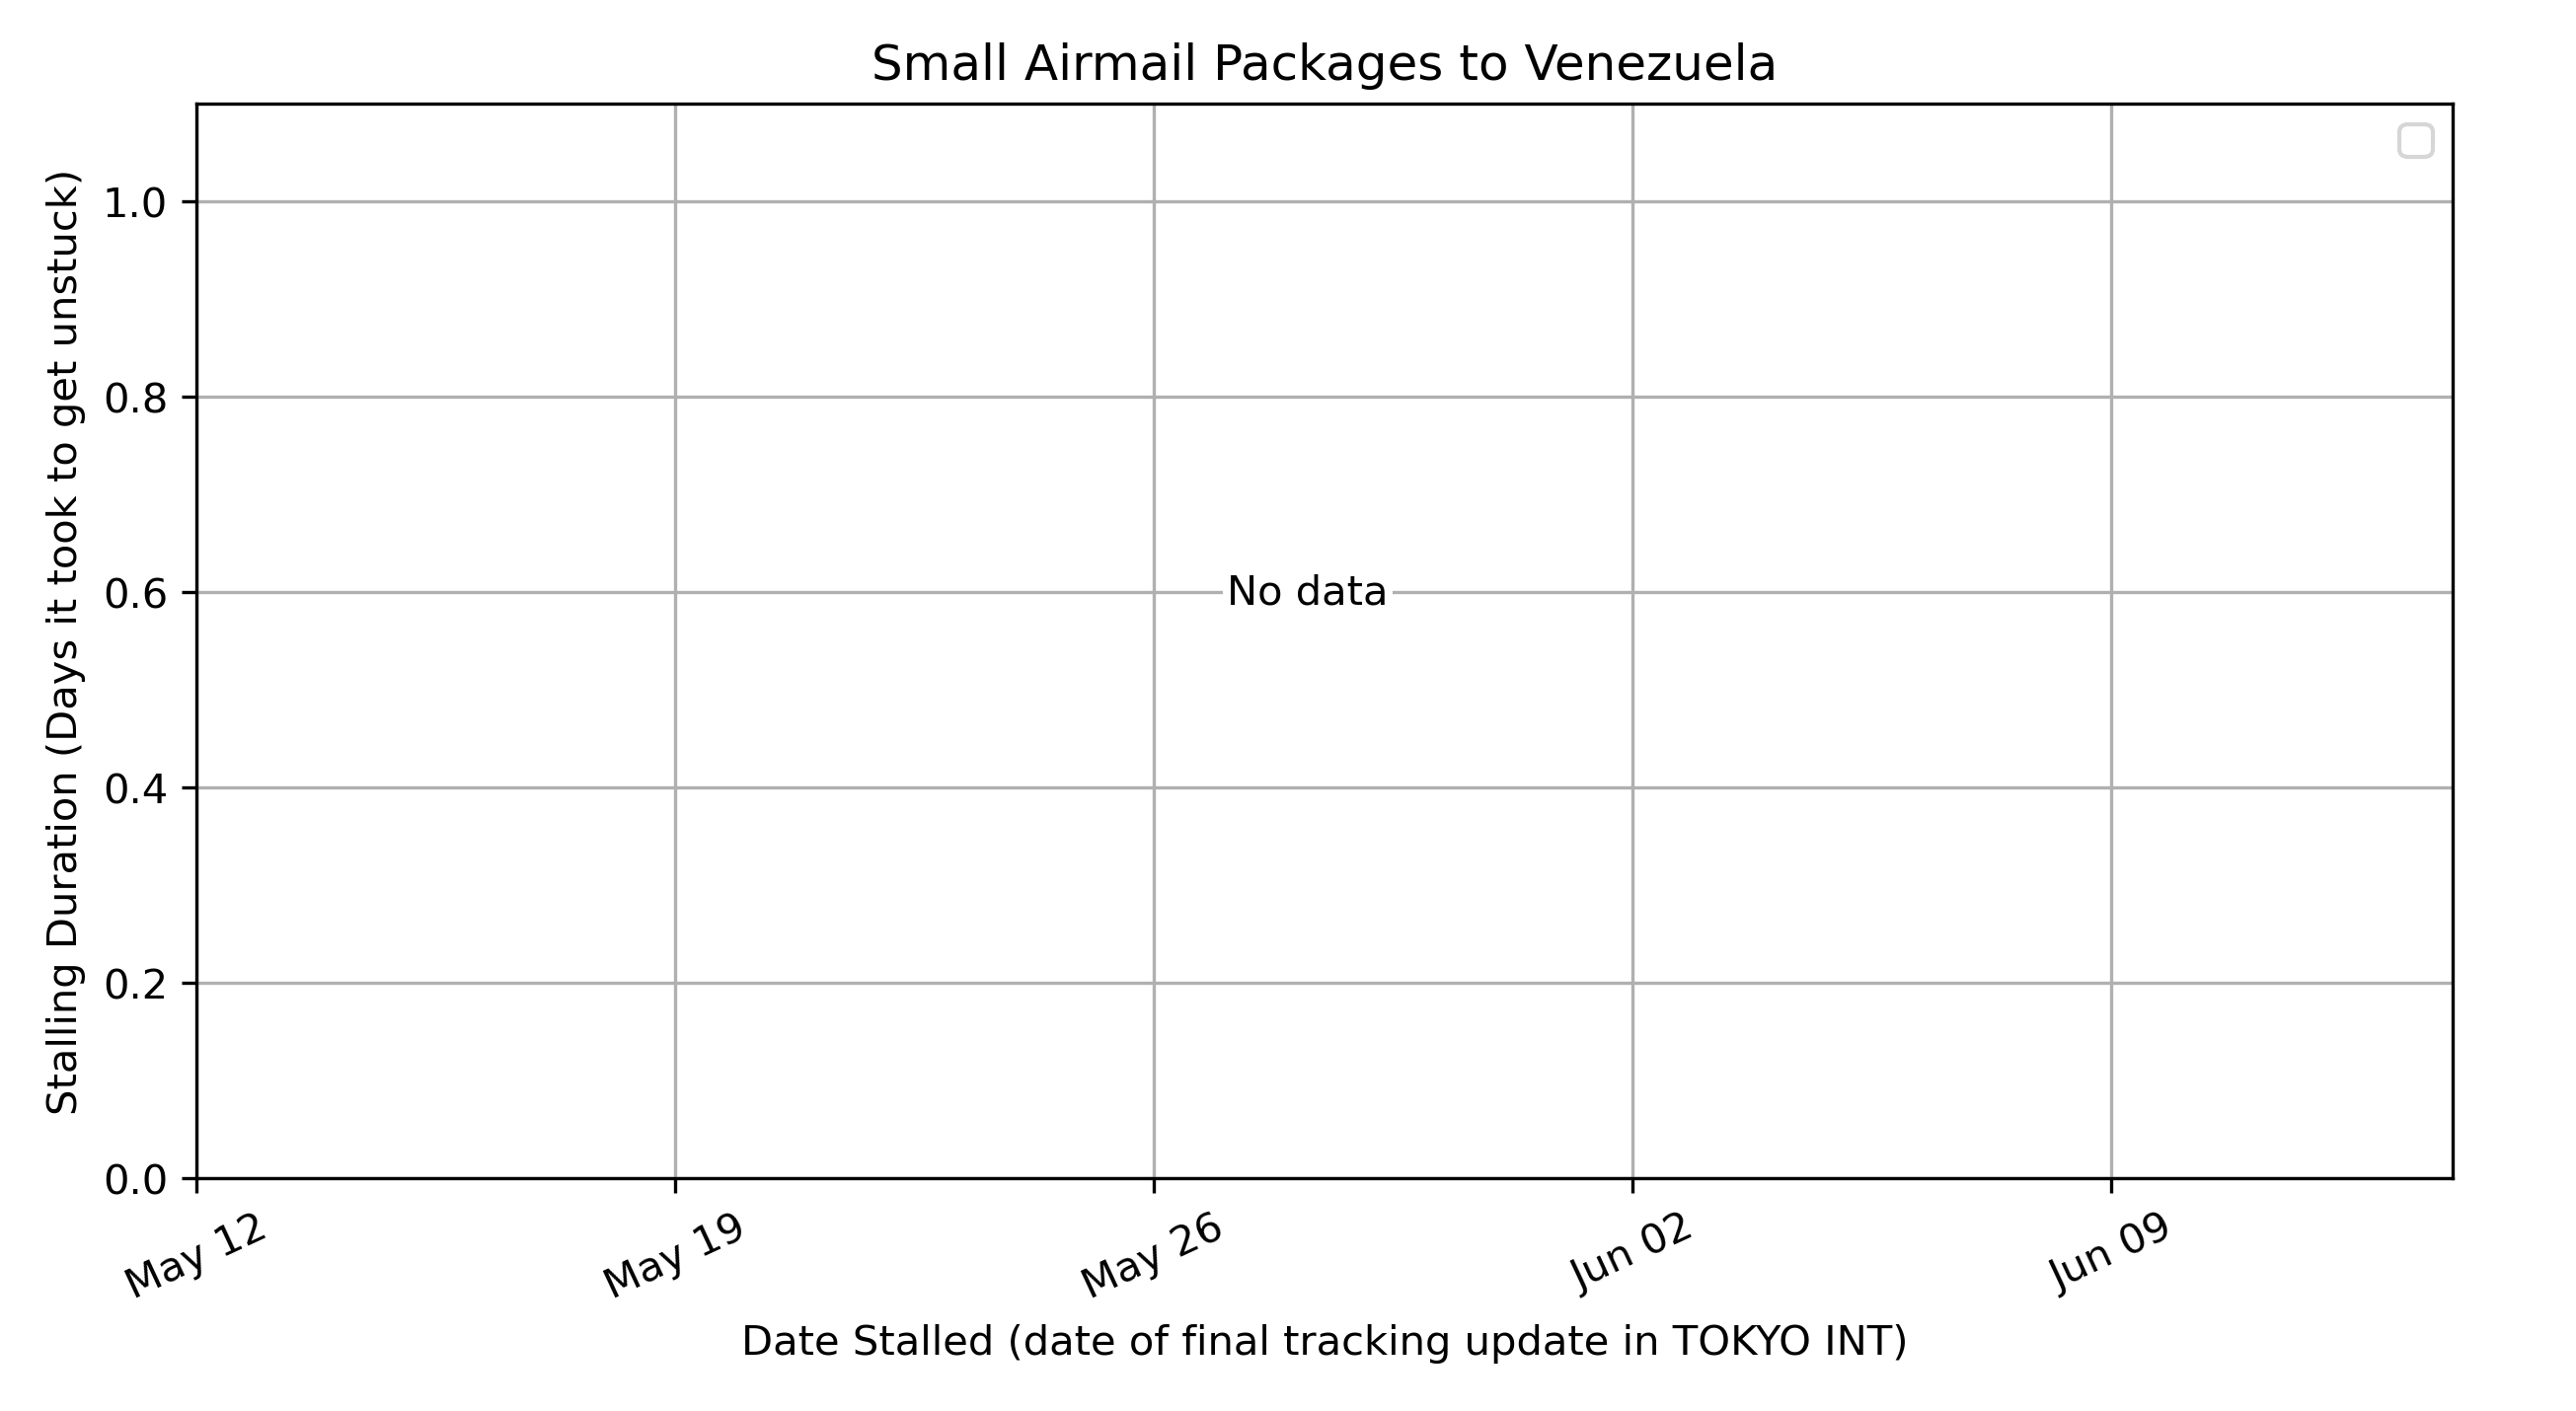 Small Airmail Packages to Venezuela
Stalling Duration (Days it took to get unstuck)
1.0
0.8
0.6
0.4
0.2
0.0
No data
May 12
May 19
May 26
Jun 02
Jun 09
Date Stalled (date of final tracking update in TOKYO INT)